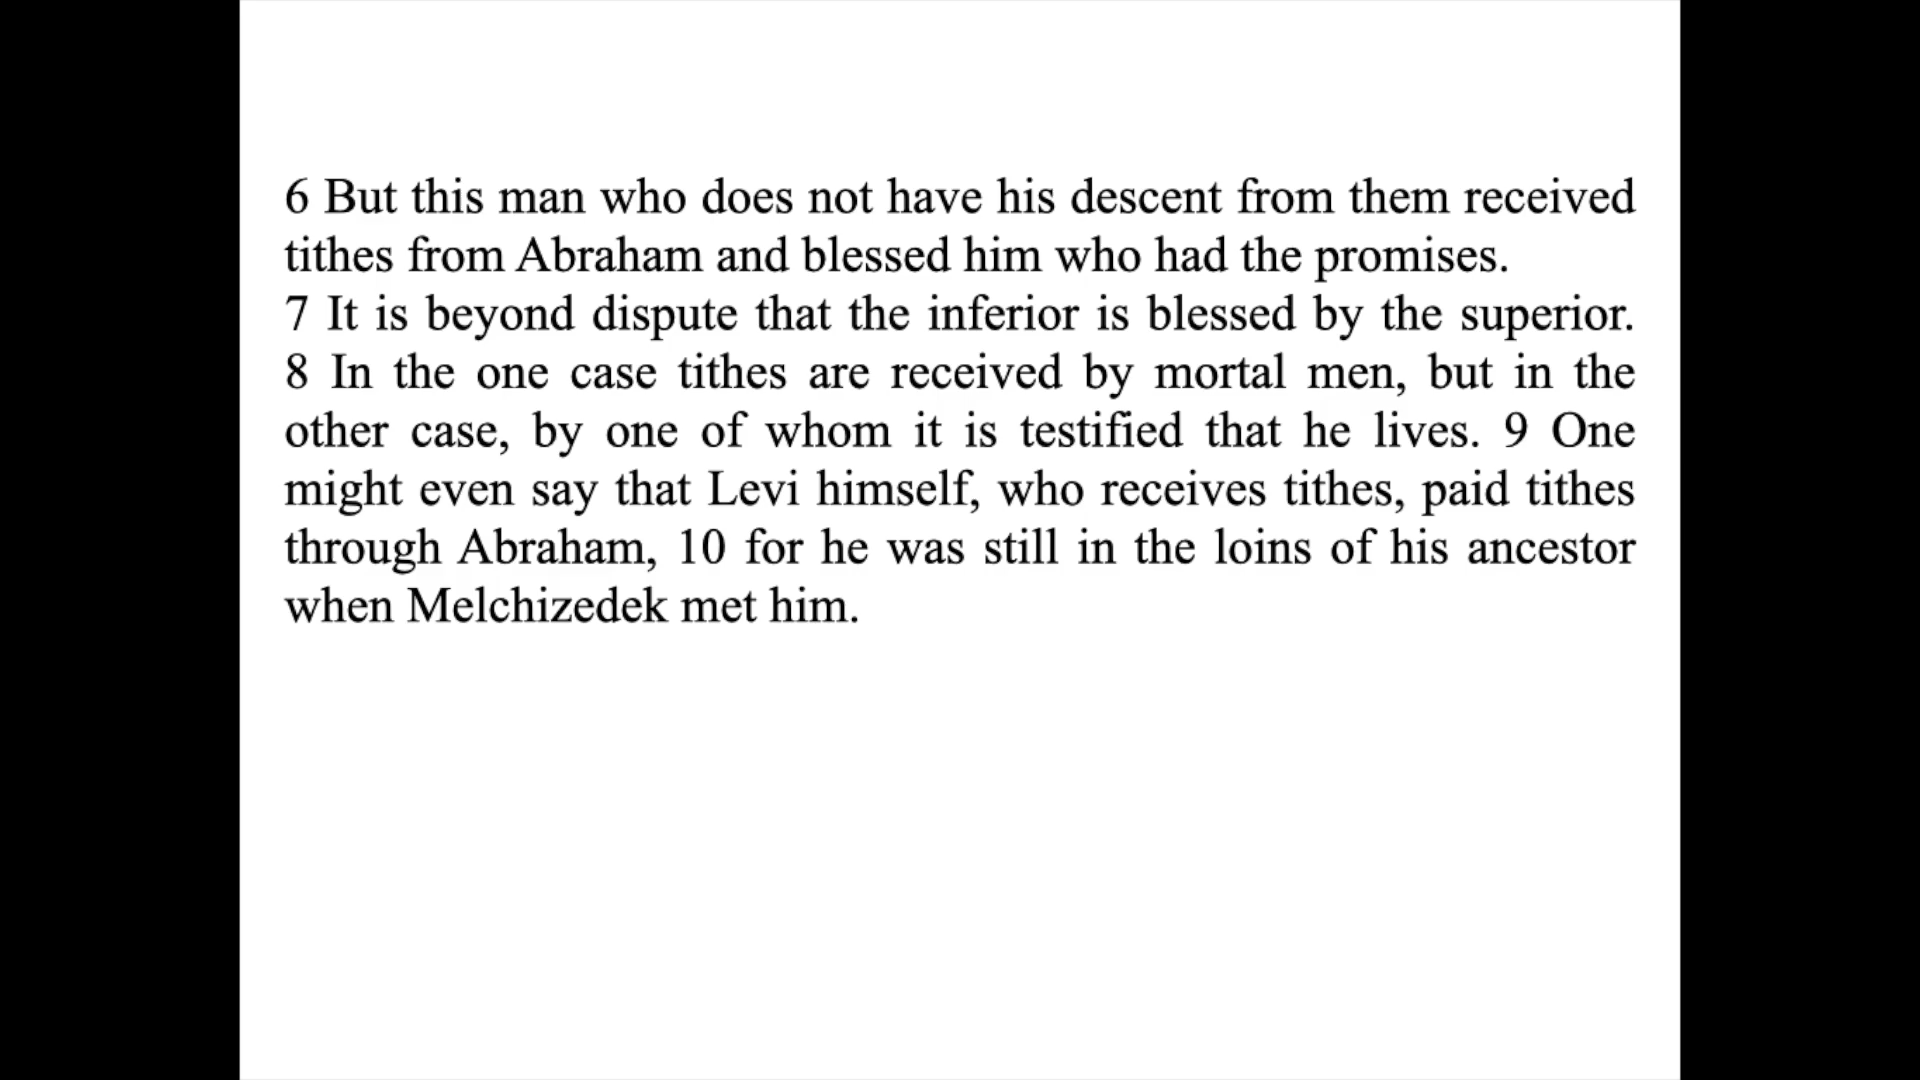 6 But this man who does not have his descent from them received
tithes from Abraham and blessed him who had the promises.
7 It is beyond dispute that the inferior is blessed by the superior.
8 In the one case tithes are received by mortal men, but in the
other case, by one of whom it is testified that he lives. 9 One
might even say that Levi himself, who receives tithes, paid tithes
through Abraham, 10 for he was still in the loins of his ancestor
when Melchizedek met him.